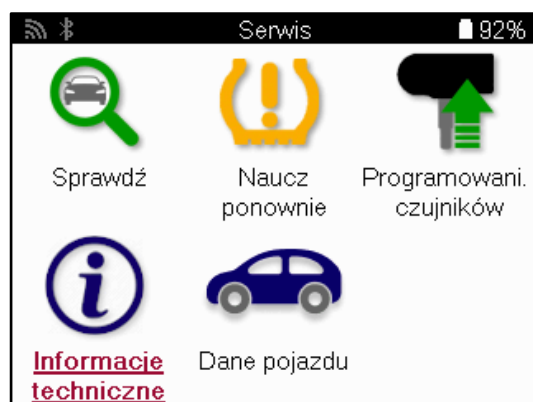 Serwis 92%
Sprawdź
Naucz
ponownie
Programowani.
czujników
Informacje
techniczne
Dane pojazdu